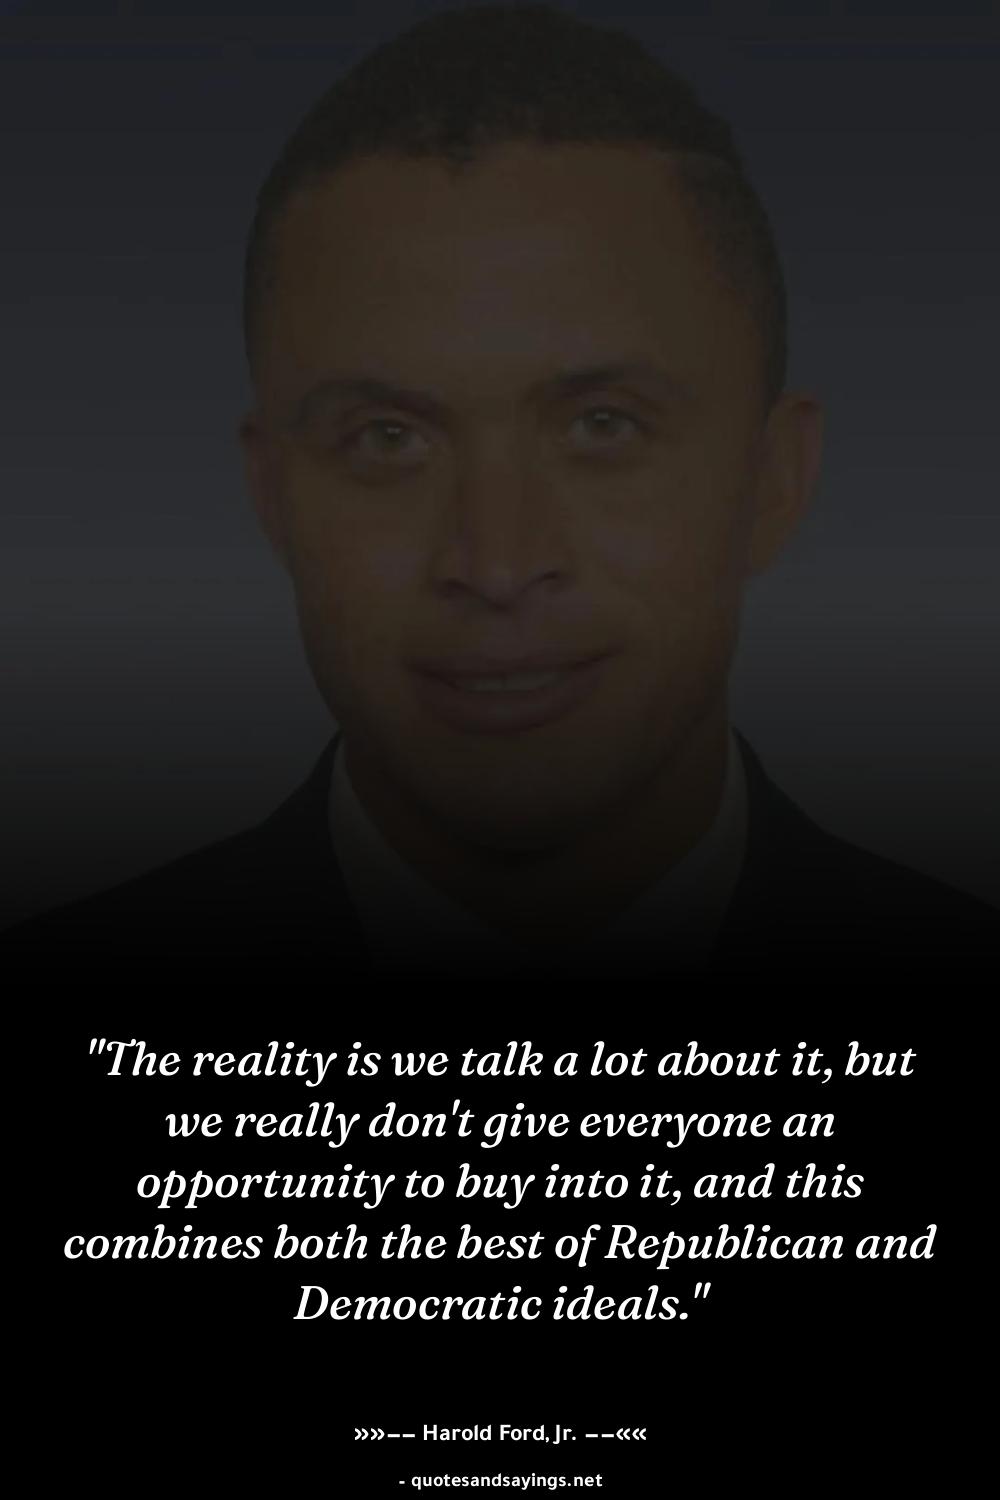 "The reality is we talk a lot about it, but
we really don't give everyone an
opportunity to buy into it, and this
combines both the best of Republican and
Democratic ideals."
»»–– Harold Ford, Jr. ––««
- quotesandsayings.net